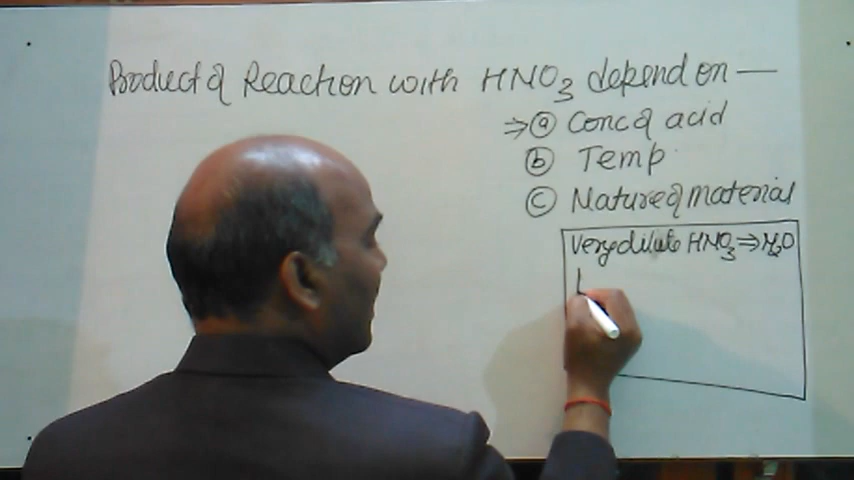 Product of Reaction with HNO3 depend on —
⇒ (a) Conc of acid
(b) Temp.
(c) Nature of material
Very dilute HNO3 ⇒ H2O